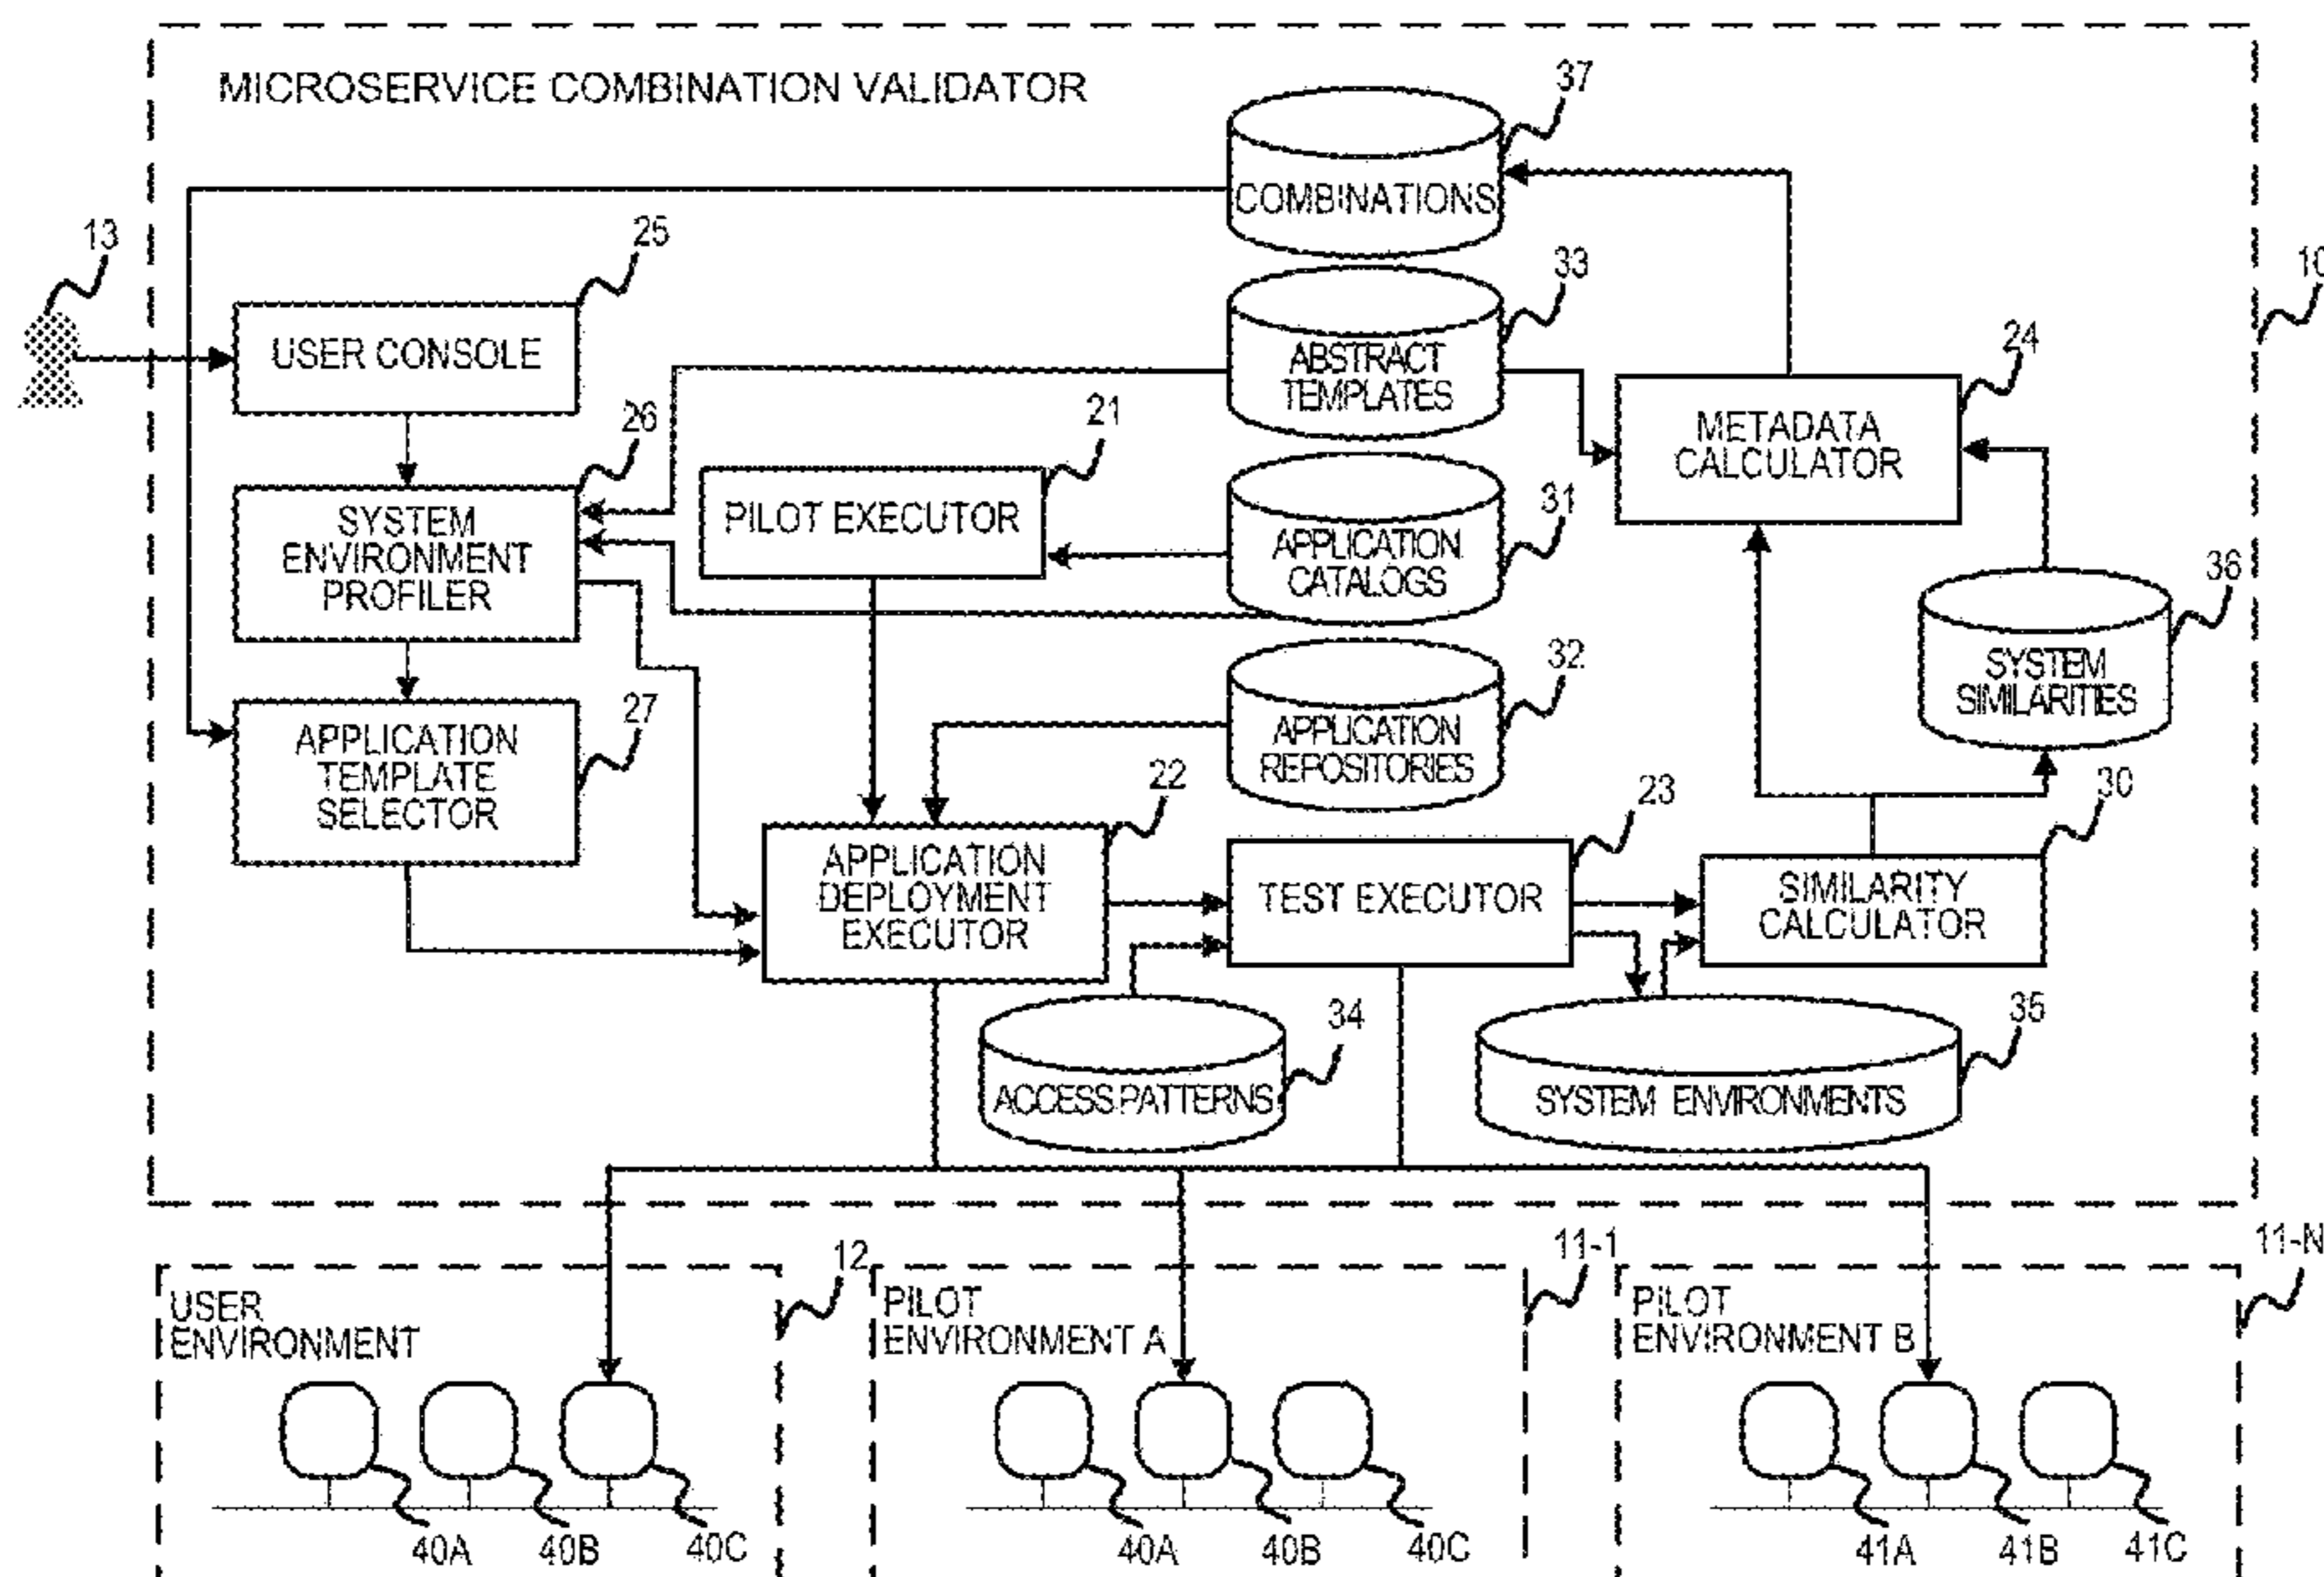 MICROSERVICE COMBINATION VALIDATOR
37
COMBINATIONS
13
25
33
10
USER CONSOLE
ABSTRACT
TEMPLATES
24
26
21
METADATA
CALCULATOR
SYSTEM
ENVIRONMENT
PROFILER
PILOT EXECUTOR
31
APPLICATION
CATALOGS
36
SYSTEM
SIMILARITIES
27
32
APPLICATION
TEMPLATE
SELECTOR
APPLICATION
REPOSITORIES
22
23
30
APPLICATION
DEPLOYMENT
EXECUTOR
TEST EXECUTOR
SIMILARITY
CALCULATOR
34
35
ACCESS PATTERNS
SYSTEM ENVIRONMENTS
12
11-1
11-N
USER
ENVIRONMENT
PILOT
ENVIRONMENT A
PILOT
ENVIRONMENT B
40A
40B
40C
40A
40B
40C
41A
41B
41C